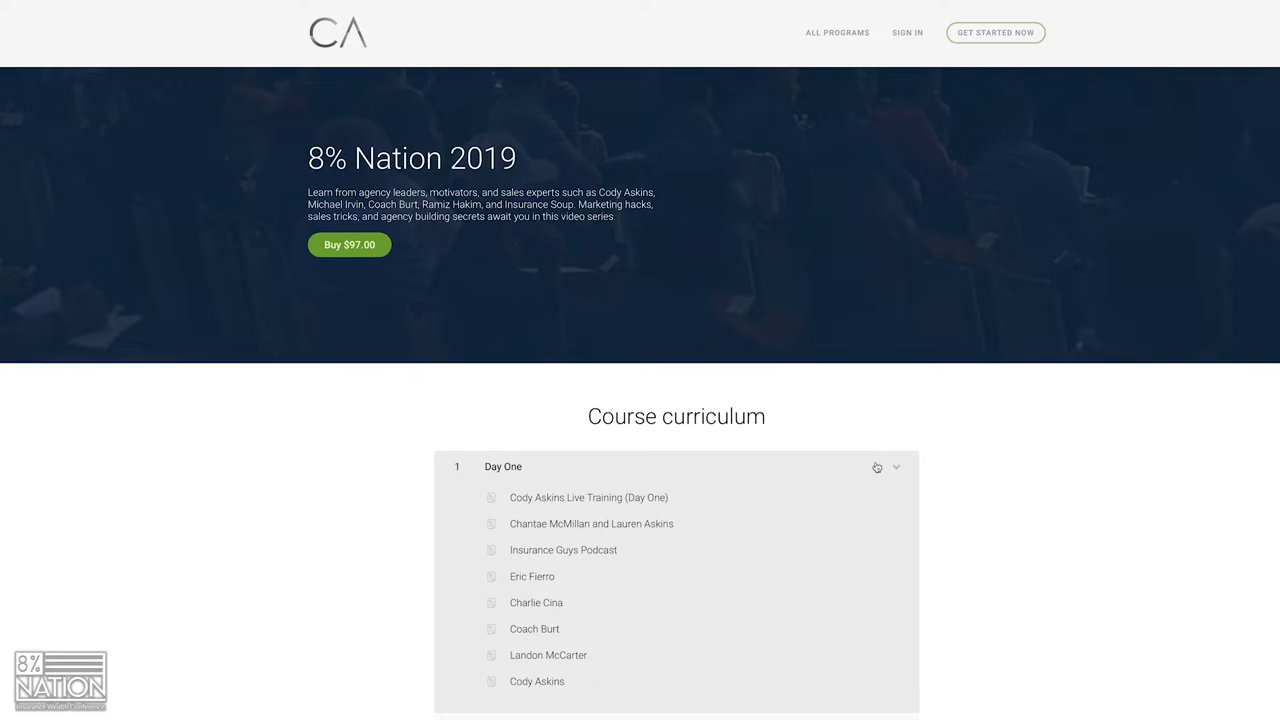 CA
ALL PROGRAMS
SIGN IN
GET STARTED NOW
8% Nation 2019
Learn from agency leaders, motivators, and sales experts such as Cody Askins,
Michael Irvin, Coach Burt, Ramiz Hakim, and Insurance Soup. Marketing hacks,
sales tricks, and agency building secrets await you in this video series.
Buy $97.00
Course curriculum
1 Day One
Cody Askins Live Training (Day One)
Chantae McMillan and Lauren Askins
Insurance Guys Podcast
Eric Fierro
Charlie Cina
Coach Burt
Landon McCarter
Cody Askins
8%
NATION
Insurance Wealth Conference